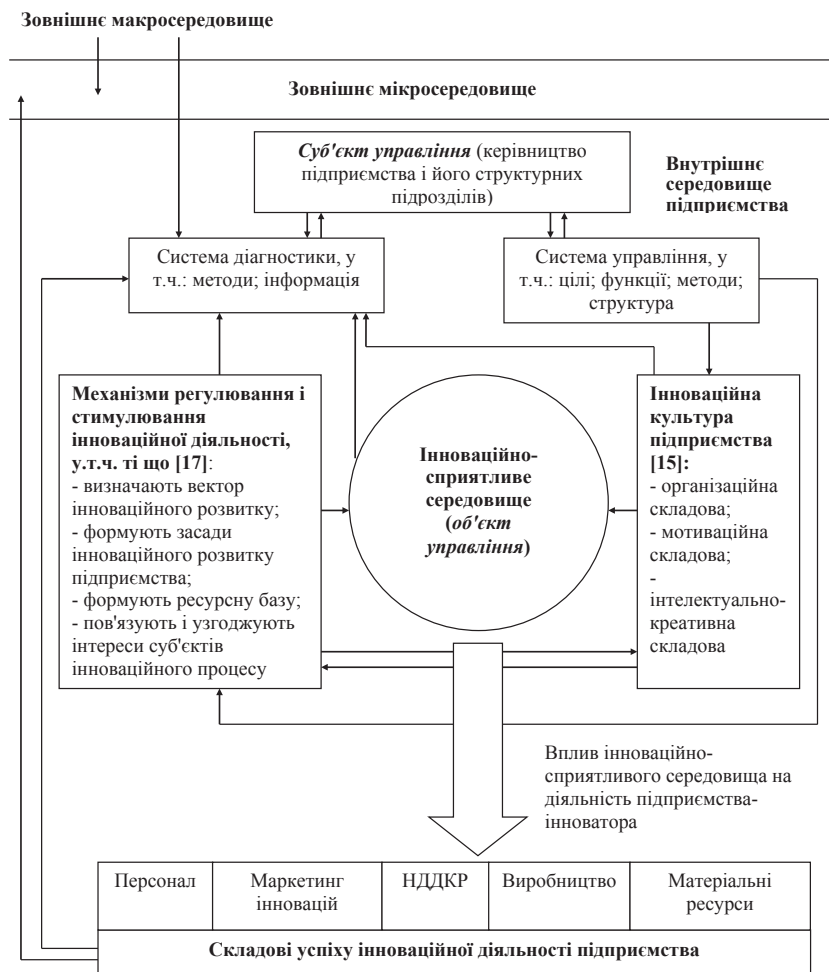 Зовнішнє макросередовище
Зовнішнє мікросередовище
Суб'єкт управління (керівництво
підприємства і його структурних
підрозділів)
Внутрішнє
середовище
підприємства
Система діагностики, у
т.ч.: методи; інформація
Система управління, у
т.ч.: цілі; функції; методи;
структура
Механізми регулювання і
стимулювання
інноваційної діяльності,
у.т.ч. ті що [17]:
- визначають вектор
інноваційного розвитку;
- формують засади
інноваційного розвитку
підприємства;
- формують ресурсну базу;
- пов'язують і узгоджують
інтереси суб'єктів
інноваційного процесу
Інноваційно-
сприятливе
середовище
(об'єкт
управління)
Інноваційна
культура
підприємства
[15]:
- організаційна
складова;
- мотиваційна
складова;
-
інтелектуально-
креативна
складова
Вплив інноваційно-
сприятливого середовища на
діяльність підприємства-
інноватора
Персонал
Маркетинг
інновацій
НДДКР
Виробництво
Матеріальні
ресурси
Складові успіху інноваційної діяльності підприємства